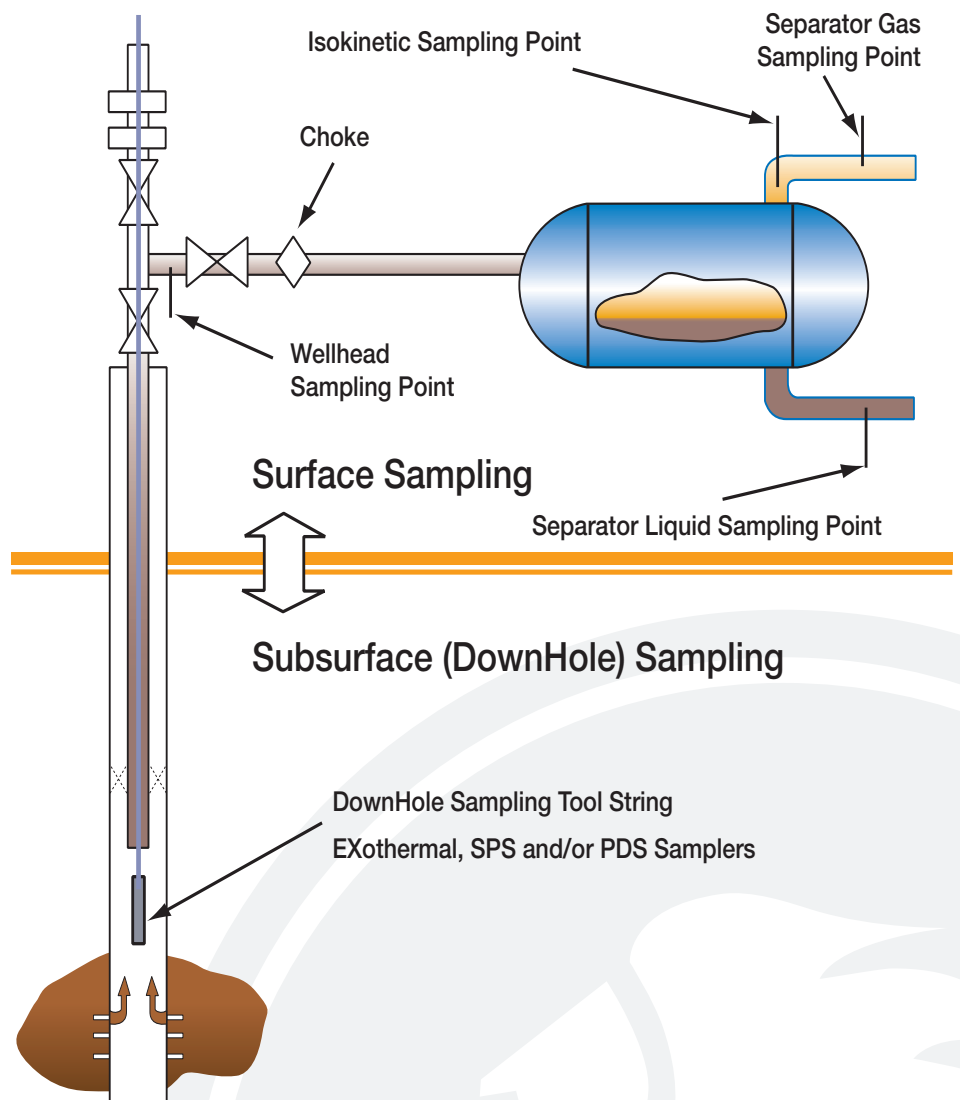 Separator Gas
Sampling Point
Isokinetic Sampling Point
Choke
Wellhead
Sampling Point
Surface Sampling
Separator Liquid Sampling Point
Subsurface (DownHole) Sampling
DownHole Sampling Tool String
EXothermal, SPS and/or PDS Samplers